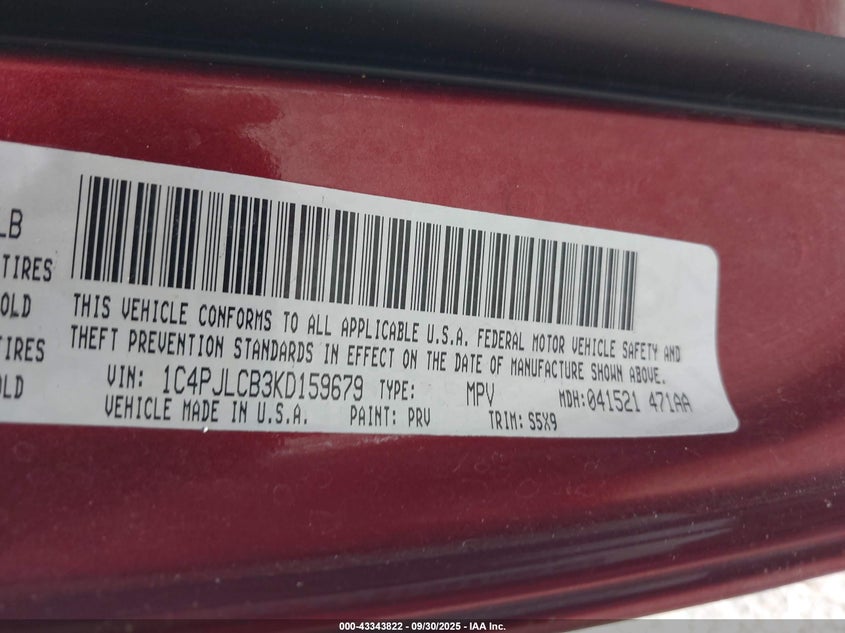 LB
TIRES
OLD
TIRES
OLD
THIS VEHICLE CONFORMS TO ALL APPLICABLE U.S.A. FEDERAL MOTOR VEHICLE SAFETY AND
THEFT PREVENTION STANDARDS IN EFFECT ON THE DATE OF MANUFACTURE SHOWN ABOVE.
VIN: 1C4PJLCB3KD159679 TYPE: MPV MDH:041521 471AA
VEHICLE MADE IN U.S.A. PAINT: PRV TRIM: S5X9
000-43343822 - 09/30/2025 - IAA Inc.